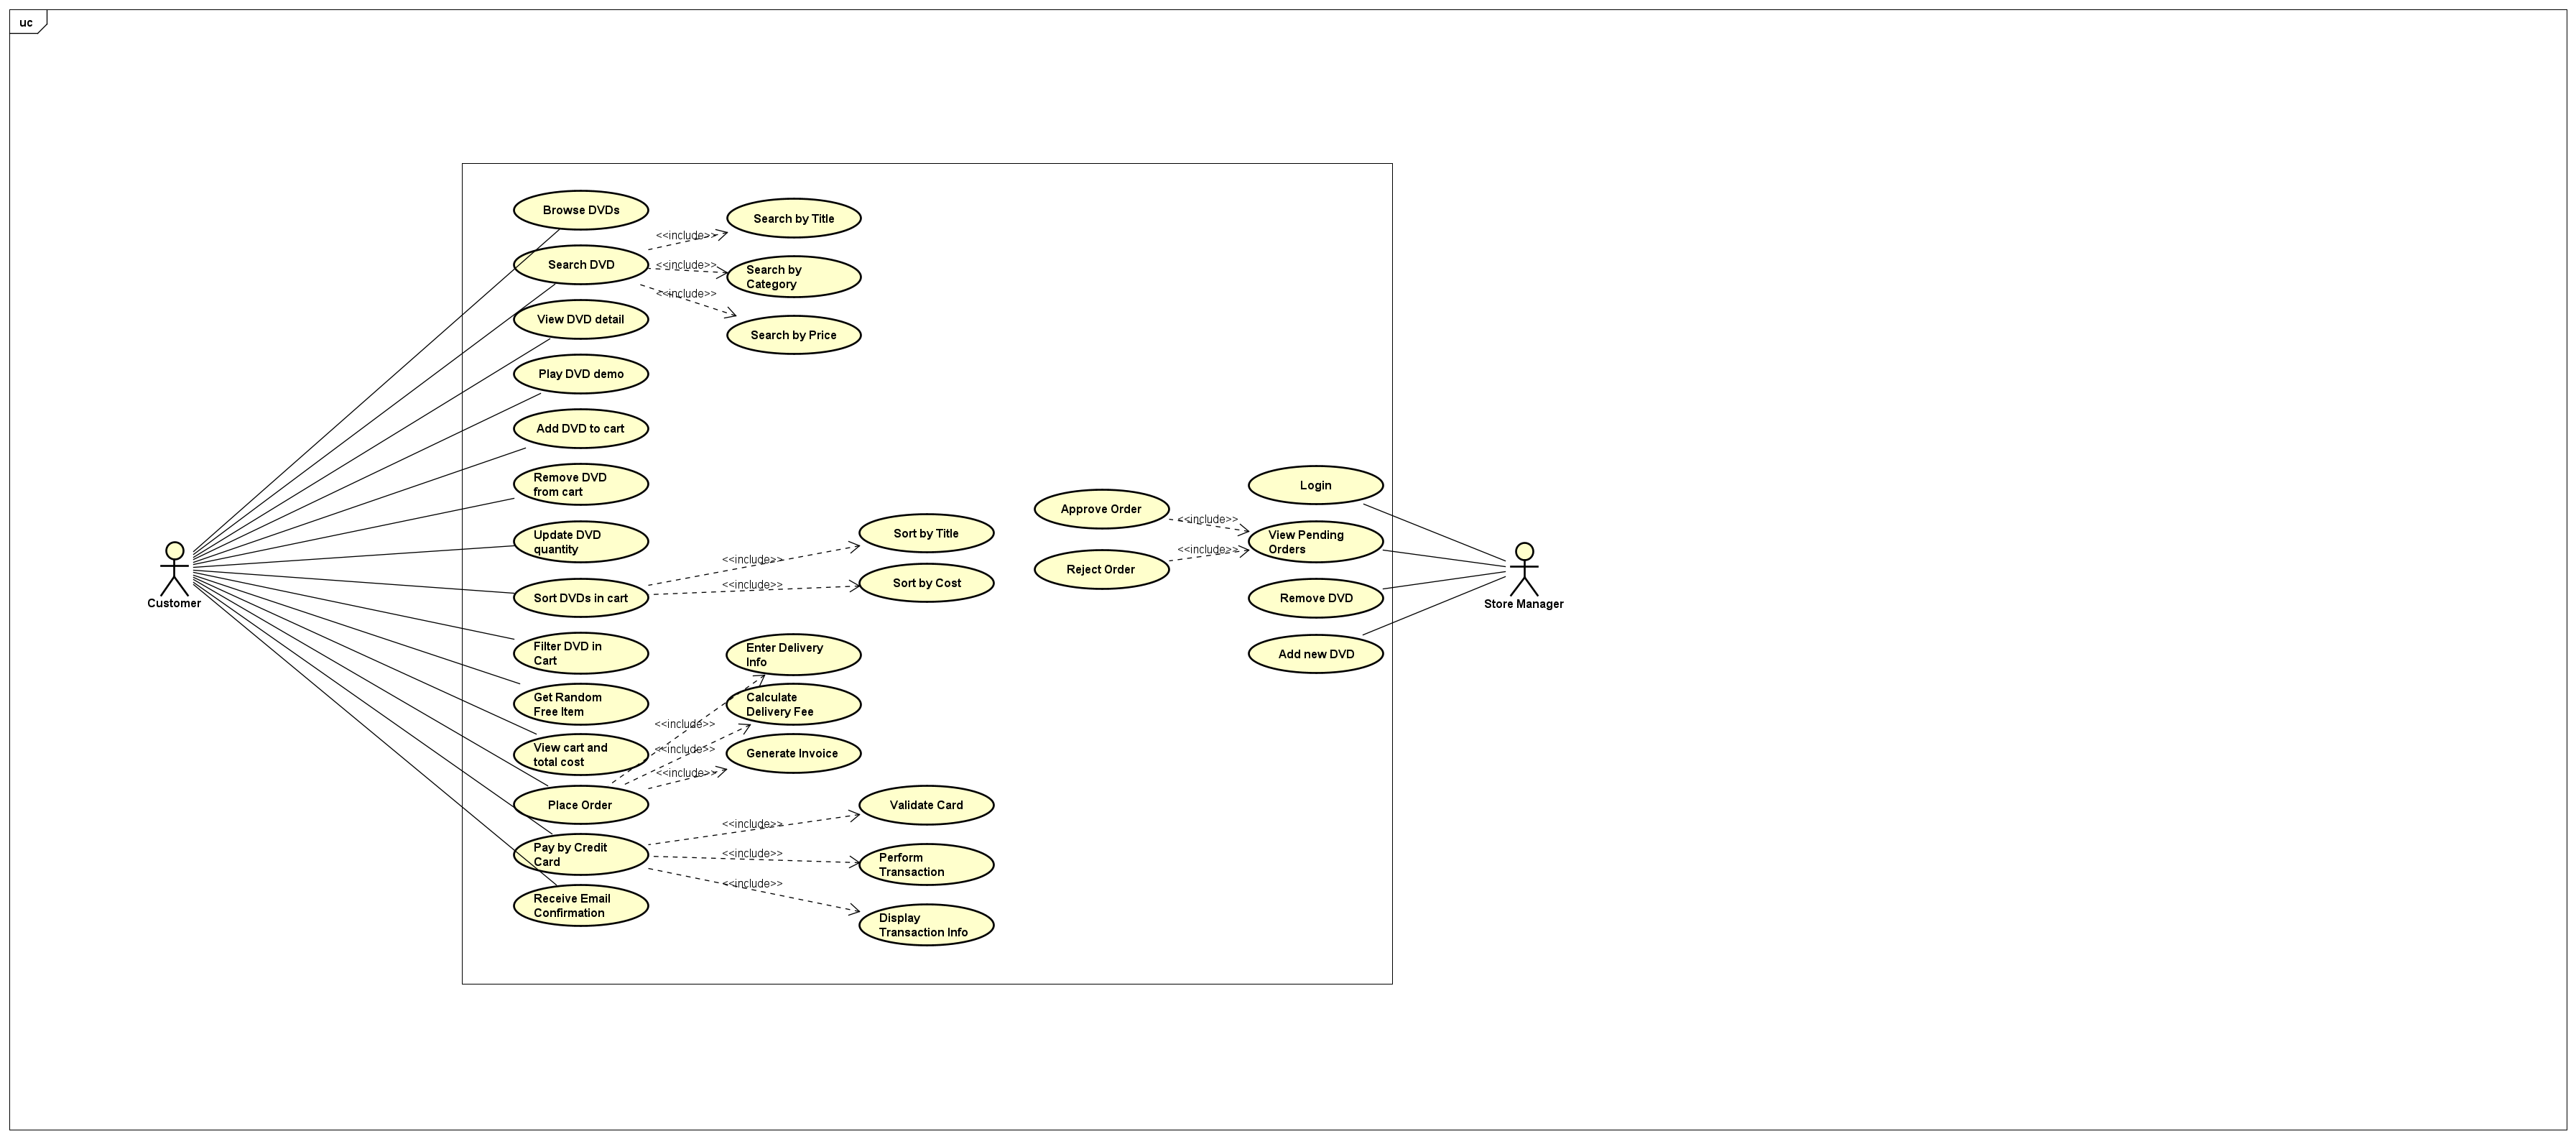 uc
Browse DVDs
Search DVD
View DVD detail
Play DVD demo
Add DVD to cart
Remove DVD
from cart
Update DVD
quantity
Sort DVDs in cart
Filter DVD in
Cart
Get Random
Free Item
View cart and
total cost
Place Order
Pay by Credit
Card
Receive Email
Confirmation
Customer
<<include>>
<<include>>
<<include>>
Search by Title
Search by
Category
Search by Price
<<include>>
<<include>>
Sort by Title
Sort by Cost
<<include>>
<<include>>
<<include>>
Enter Delivery
Info
Calculate
Delivery Fee
Generate Invoice
<<include>>
<<include>>
<<include>>
Validate Card
Perform
Transaction
Display
Transaction Info
Approve Order
Reject Order
<<include>>
<<include>>
Login
View Pending
Orders
Remove DVD
Add new DVD
Store Manager